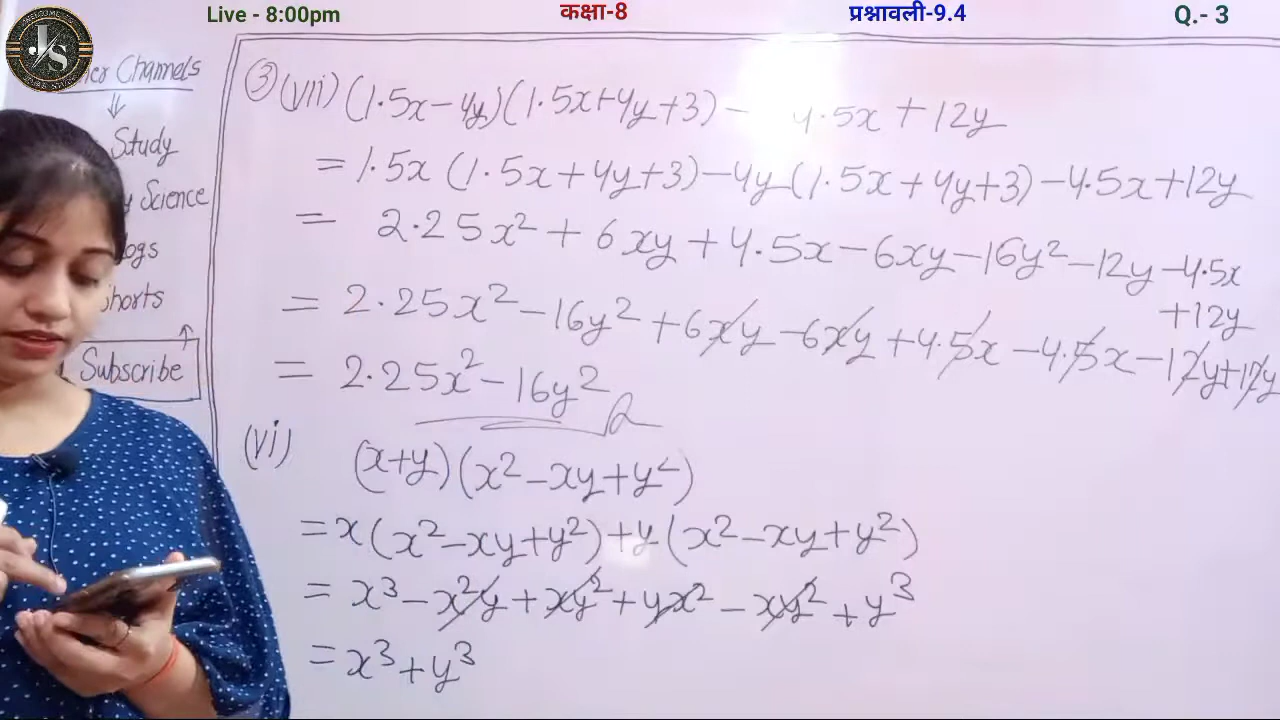 Live - 8:00pm
कक्षा-8
प्रश्नावली-9.4
Q.- 3
Channels
Study
Science
Subscribe
③(vii) (1.5x-4y)(1.5x+4y+3) - 4.5x + 12y
= 1.5x (1.5x+4y+3) -4y (1.5x+4y+3) -4.5x+12y
= 2.25x² + 6xy + 4.5x - 6xy - 16y² - 12y -4.5x
+12y
= 2.25x² - 16y² + 6xy - 6xy + 4.5x - 4.5x - 12y+12y
= 2.25x² - 16y²
(vi) (x+y)(x²-xy+y²)
= x(x²-xy+y²)+y(x²-xy+y²)
= x³ - x²y + xy² + yx² - xy² + y³
= x³+y³